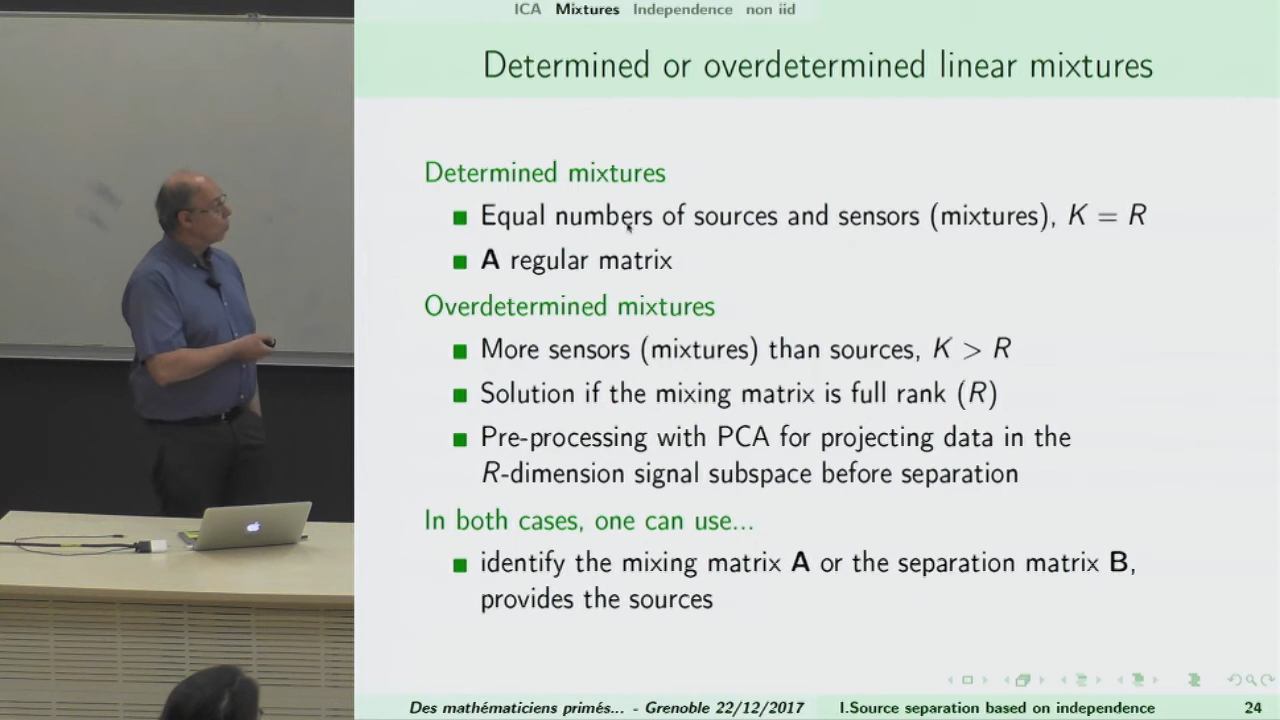 ICA Mixtures Independence non iid
Determined or overdetermined linear mixtures
Determined mixtures
Equal numbers of sources and sensors (mixtures), K = R
A regular matrix
Overdetermined mixtures
More sensors (mixtures) than sources, K > R
Solution if the mixing matrix is full rank (R)
Pre-processing with PCA for projecting data in the
R-dimension signal subspace before separation
In both cases, one can use...
identify the mixing matrix A or the separation matrix B,
provides the sources
Des mathématiciens primés... - Grenoble 22/12/2017 I.Source separation based on independence 24